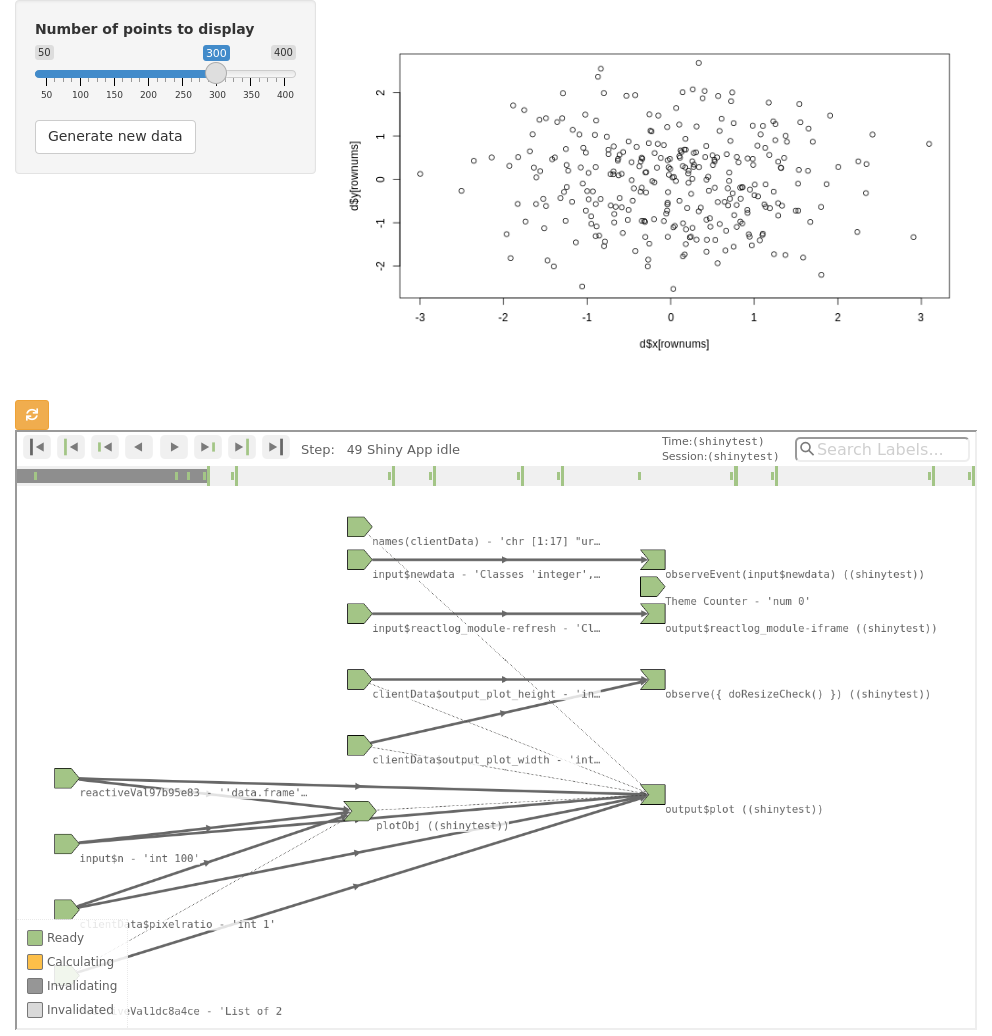 Number of points to display
50 300 400
50 100 150 200 250 300 350 400
Generate new data
d$y[rownums]
2
1
0
-1
-2
-3 -2 -1 0 1 2 3
d$x[rownums]
Step: 49 Shiny App idle
Time:(shinytest)
Session:(shinytest)
Search Labels…
names(clientData) - 'chr [1:17] "ur…
input$newdata - 'Classes 'integer',…
observeEvent(input$newdata) ((shinytest))
Theme Counter - 'num 0'
input$reactlog_module-refresh - 'Cl…
output$reactlog_module-iframe ((shinytest))
clientData$output_plot_height - 'in…
observe({ doResizeCheck() }) ((shinytest))
clientData$output_plot_width - 'int…
reactiveVal97b95e83 - ''data.frame'…
output$plot ((shinytest))
plotObj ((shinytest))
input$n - 'int 100'
clientData$pixelratio - 'int 1'
Ready
Calculating
Invalidating
Invalidated
veVal1dc8a4ce - 'List of 2